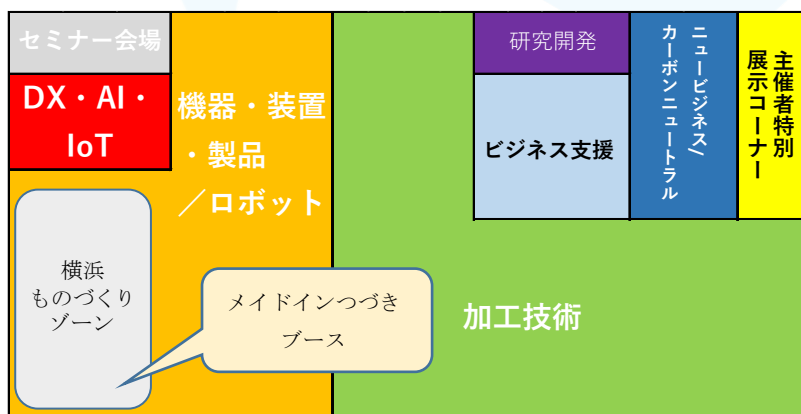 セミナー会場
DX・AI・
IoT
機器・装置
・製品
／ロボット
横浜
ものづくり
ゾーン
メイドインつづき
ブース
加工技術
研究開発
ビジネス支援
ニュービジネス/
カーボンニュートラル
主催者特別
展示コーナー